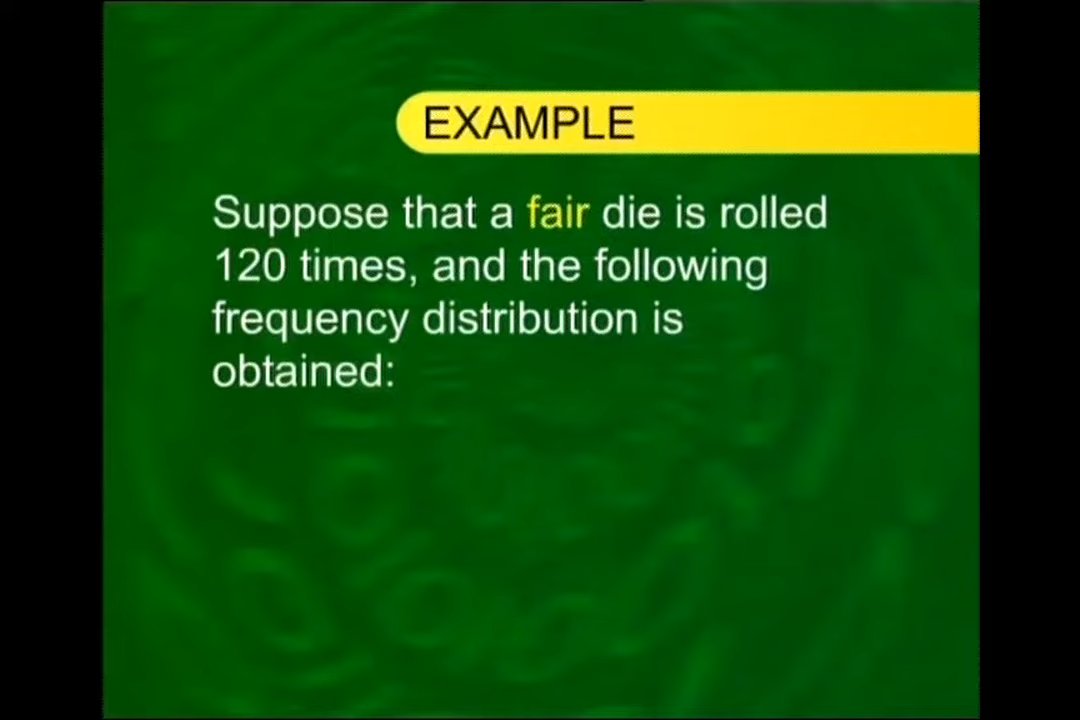 EXAMPLE
Suppose that a fair die is rolled
120 times, and the following
frequency distribution is
obtained: